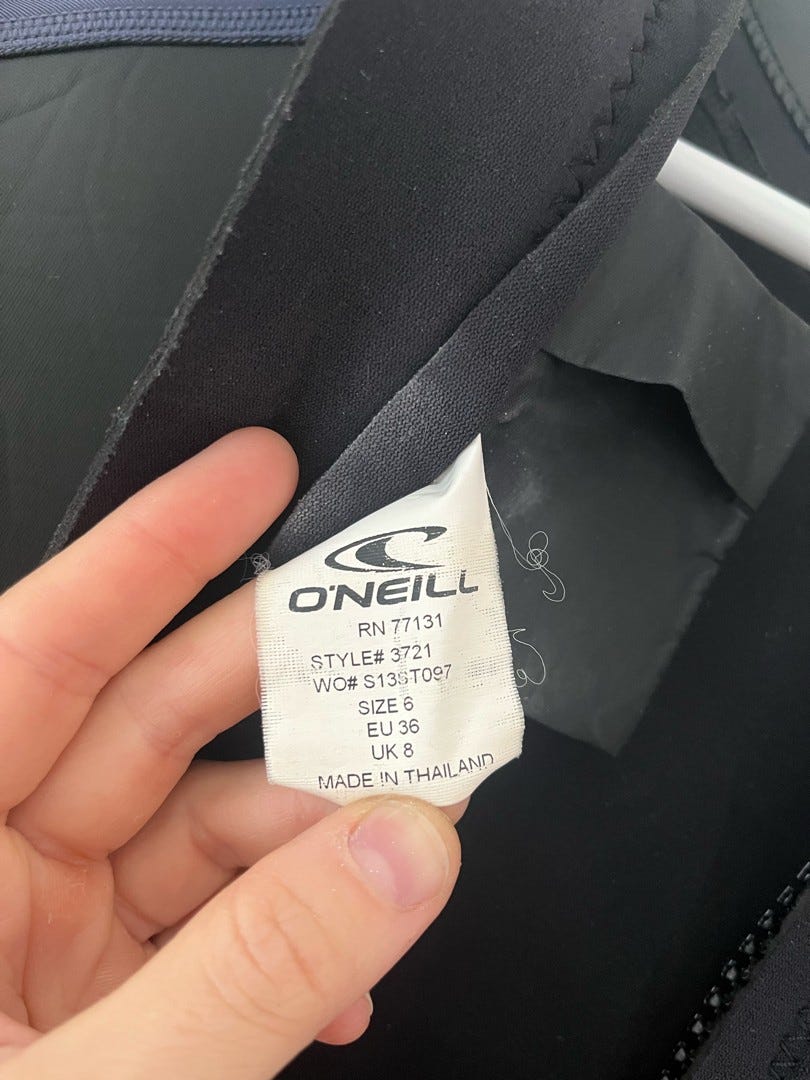 O'NEILL
RN 77131
STYLE# 3721
WO# S13ST097
SIZE 6
EU 36
UK 8
MADE IN THAILAND